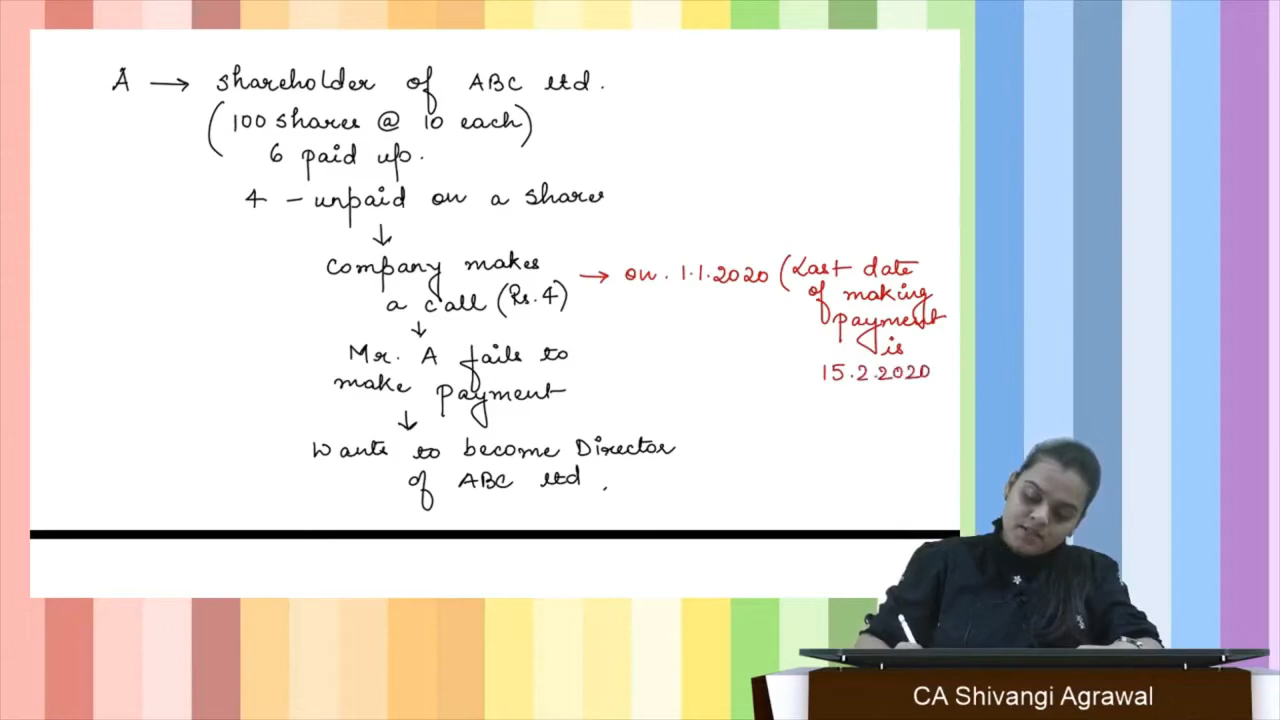 A → shareholder of ABC ltd.
(100 shares @ 10 each)
6 paid up.
4 - unpaid on a shares
↓
Company makes
a call (Rs. 4)
→ on. 1.1.2020 (Last date
of making
payment
is
15.2.2020
↓
Mr. A fails to
make payment
↓
Wants to become Director
of ABC ltd.
CA Shivangi Agrawal